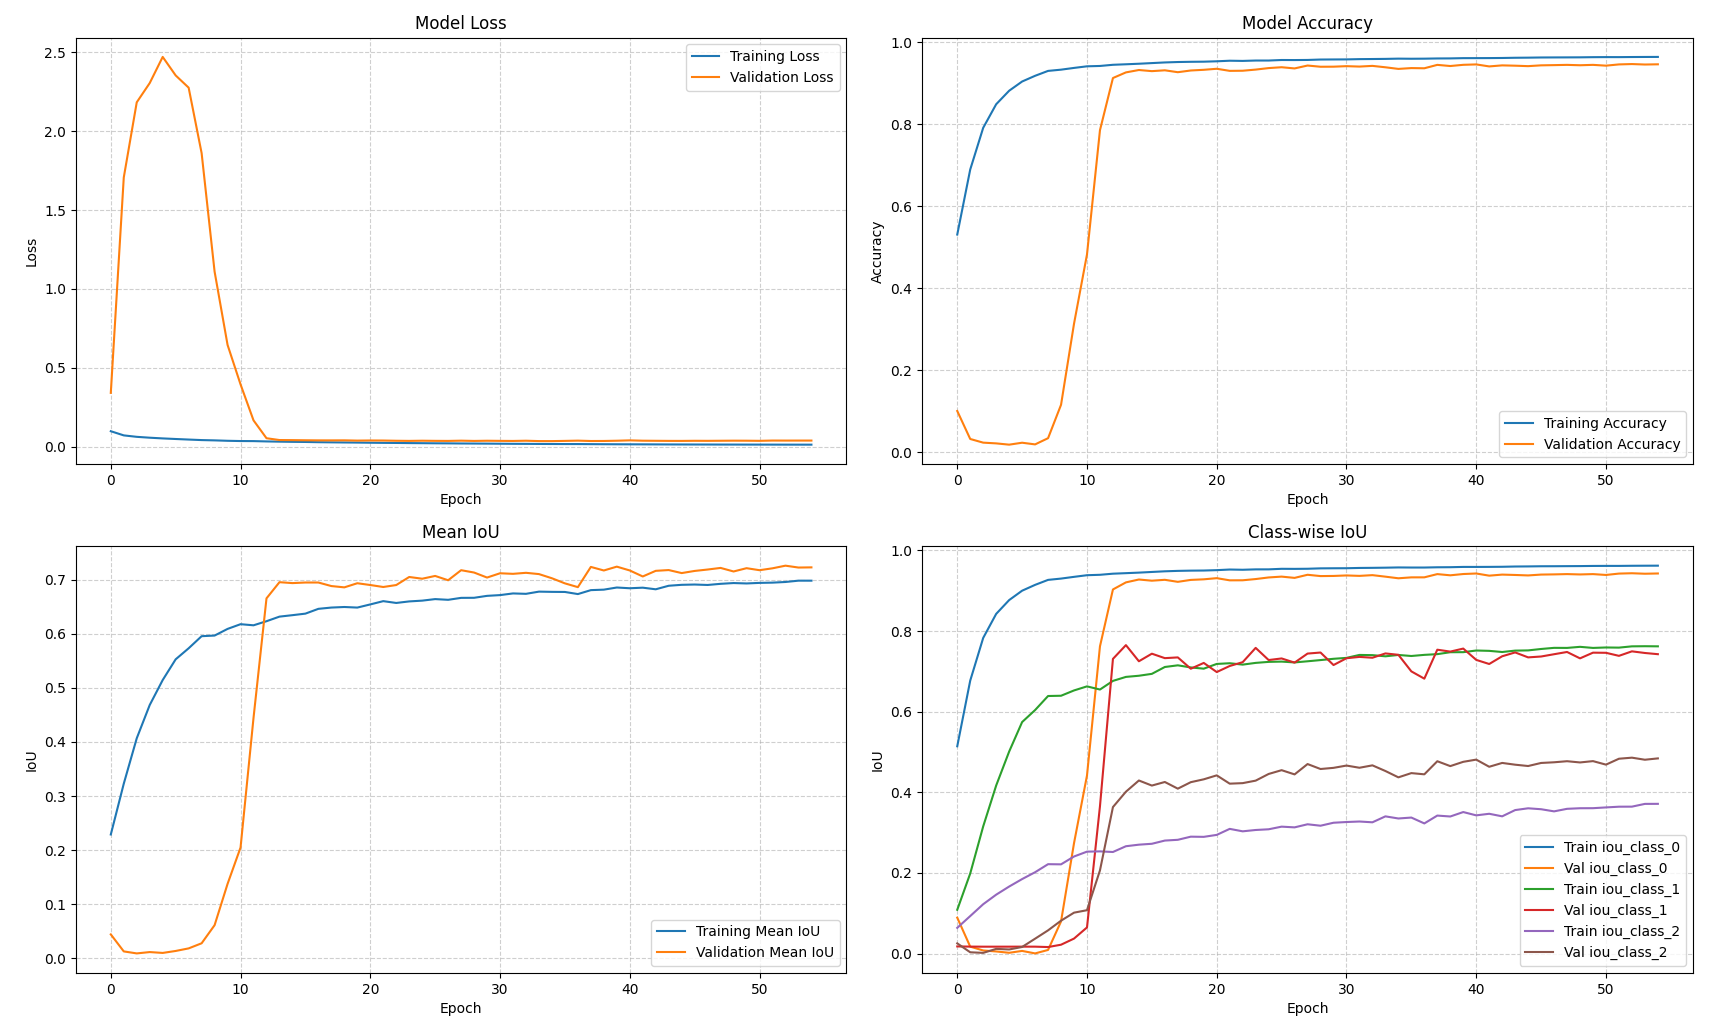 Model Loss
2.5
2.0
1.5
1.0
0.5
0.0
Loss
Training Loss
Validation Loss
0 10 20 30 40 50
Epoch
Model Accuracy
1.0
0.8
0.6
0.4
0.2
0.0
Accuracy
Training Accuracy
Validation Accuracy
0 10 20 30 40 50
Epoch
Mean IoU
0.7
0.6
0.5
0.4
0.3
0.2
0.1
0.0
IoU
Training Mean IoU
Validation Mean IoU
0 10 20 30 40 50
Epoch
Class-wise IoU
1.0
0.8
0.6
0.4
0.2
0.0
IoU
Train iou_class_0
Val iou_class_0
Train iou_class_1
Val iou_class_1
Train iou_class_2
Val iou_class_2
0 10 20 30 40 50
Epoch